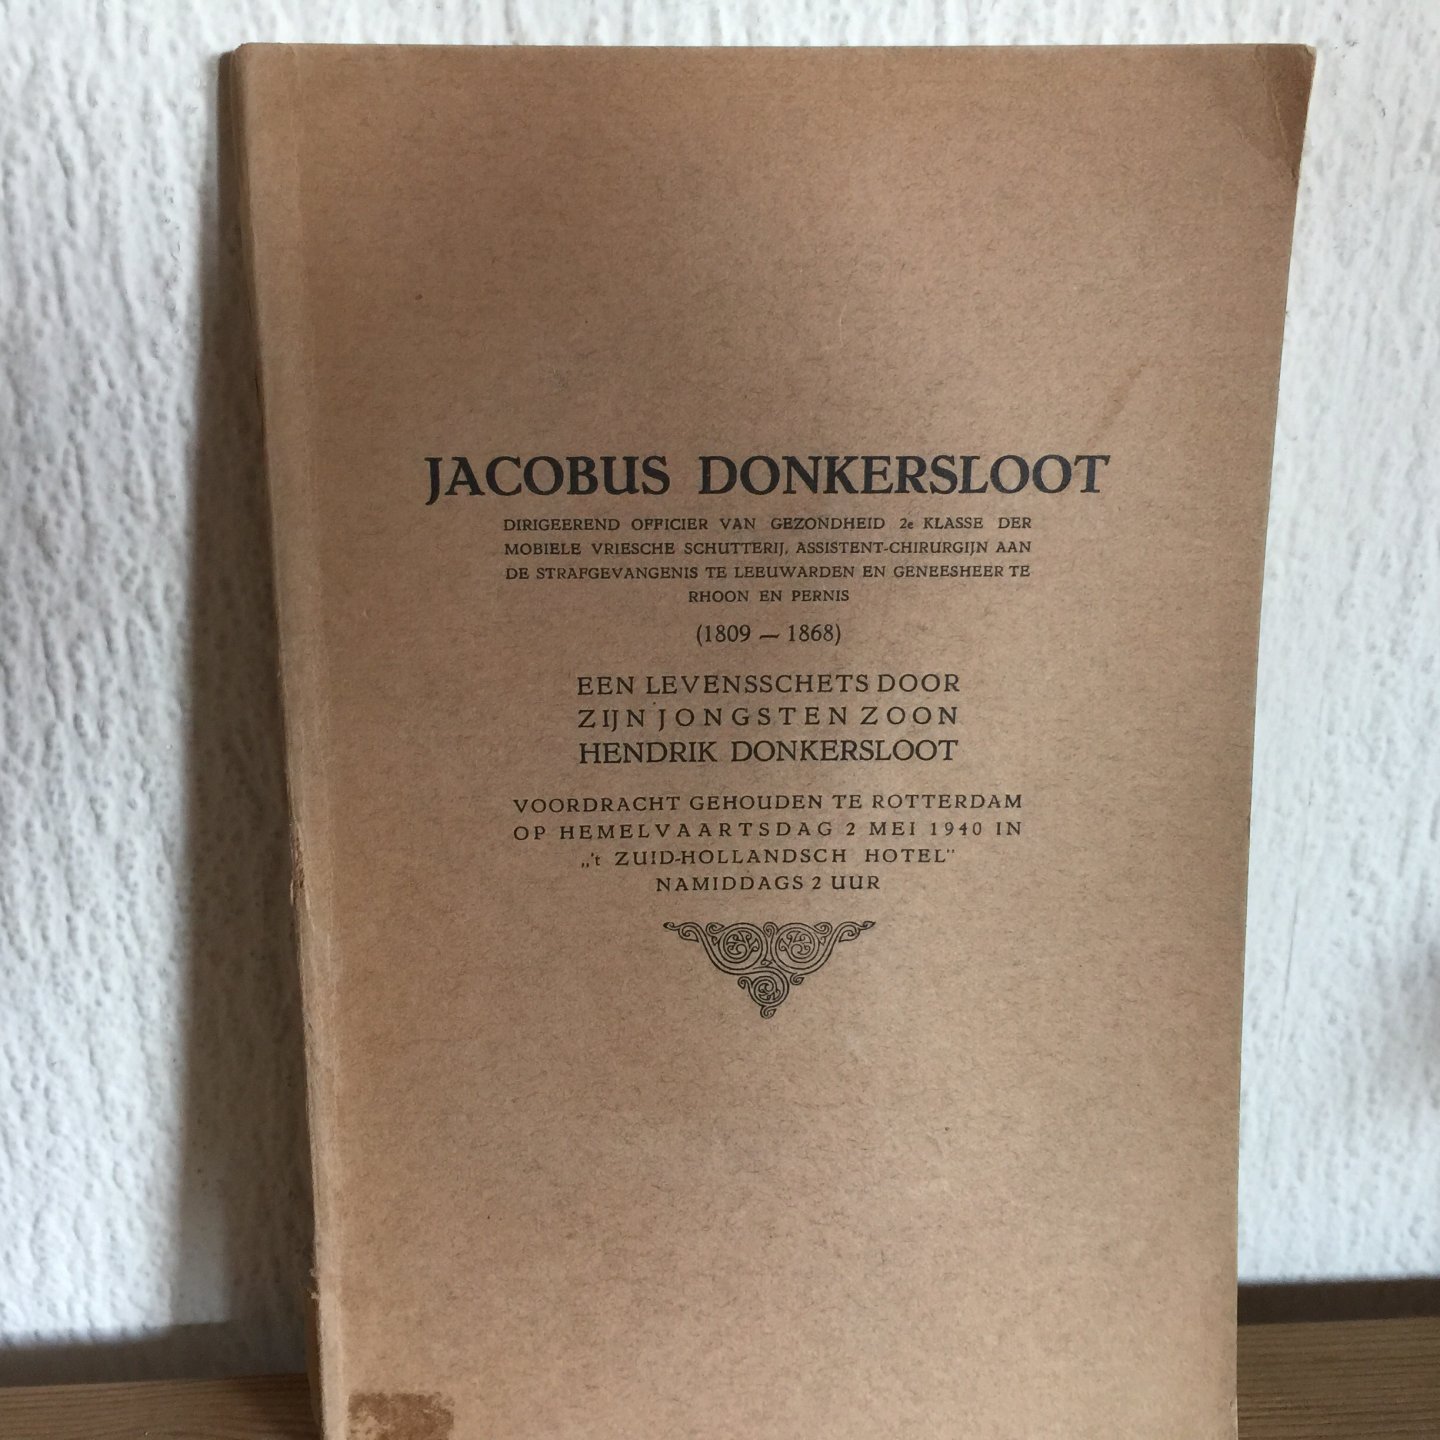 JACOBUS DONKERSLOOT
DIRIGEEREND OFFICIER VAN GEZONDHEID 2e KLASSE DER
MOBIELE VRIESCHE SCHUTTERIJ, ASSISTENT-CHIRURGIJN AAN
DE STRAFGEVANGENIS TE LEEUWARDEN EN GENEESHEER TE
RHOON EN PERNIS
(1809 — 1868)
EEN LEVENSSCHETS DOOR
ZIJN JONGSTEN ZOON
HENDRIK DONKERSLOOT
VOORDRACHT GEHOUDEN TE ROTTERDAM
OP HEMELVAARTSDAG 2 MEI 1940 IN
„'t ZUID-HOLLANDSCH HOTEL"
NAMIDDAGS 2 UUR